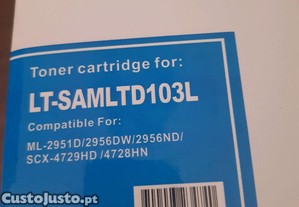 Toner cartridge for:
LT-SAMLTD103L
Compatible For:
ML-2951D/2956DW/2956ND/
SCX-4729HD /4728HN
CustoJusto.pt